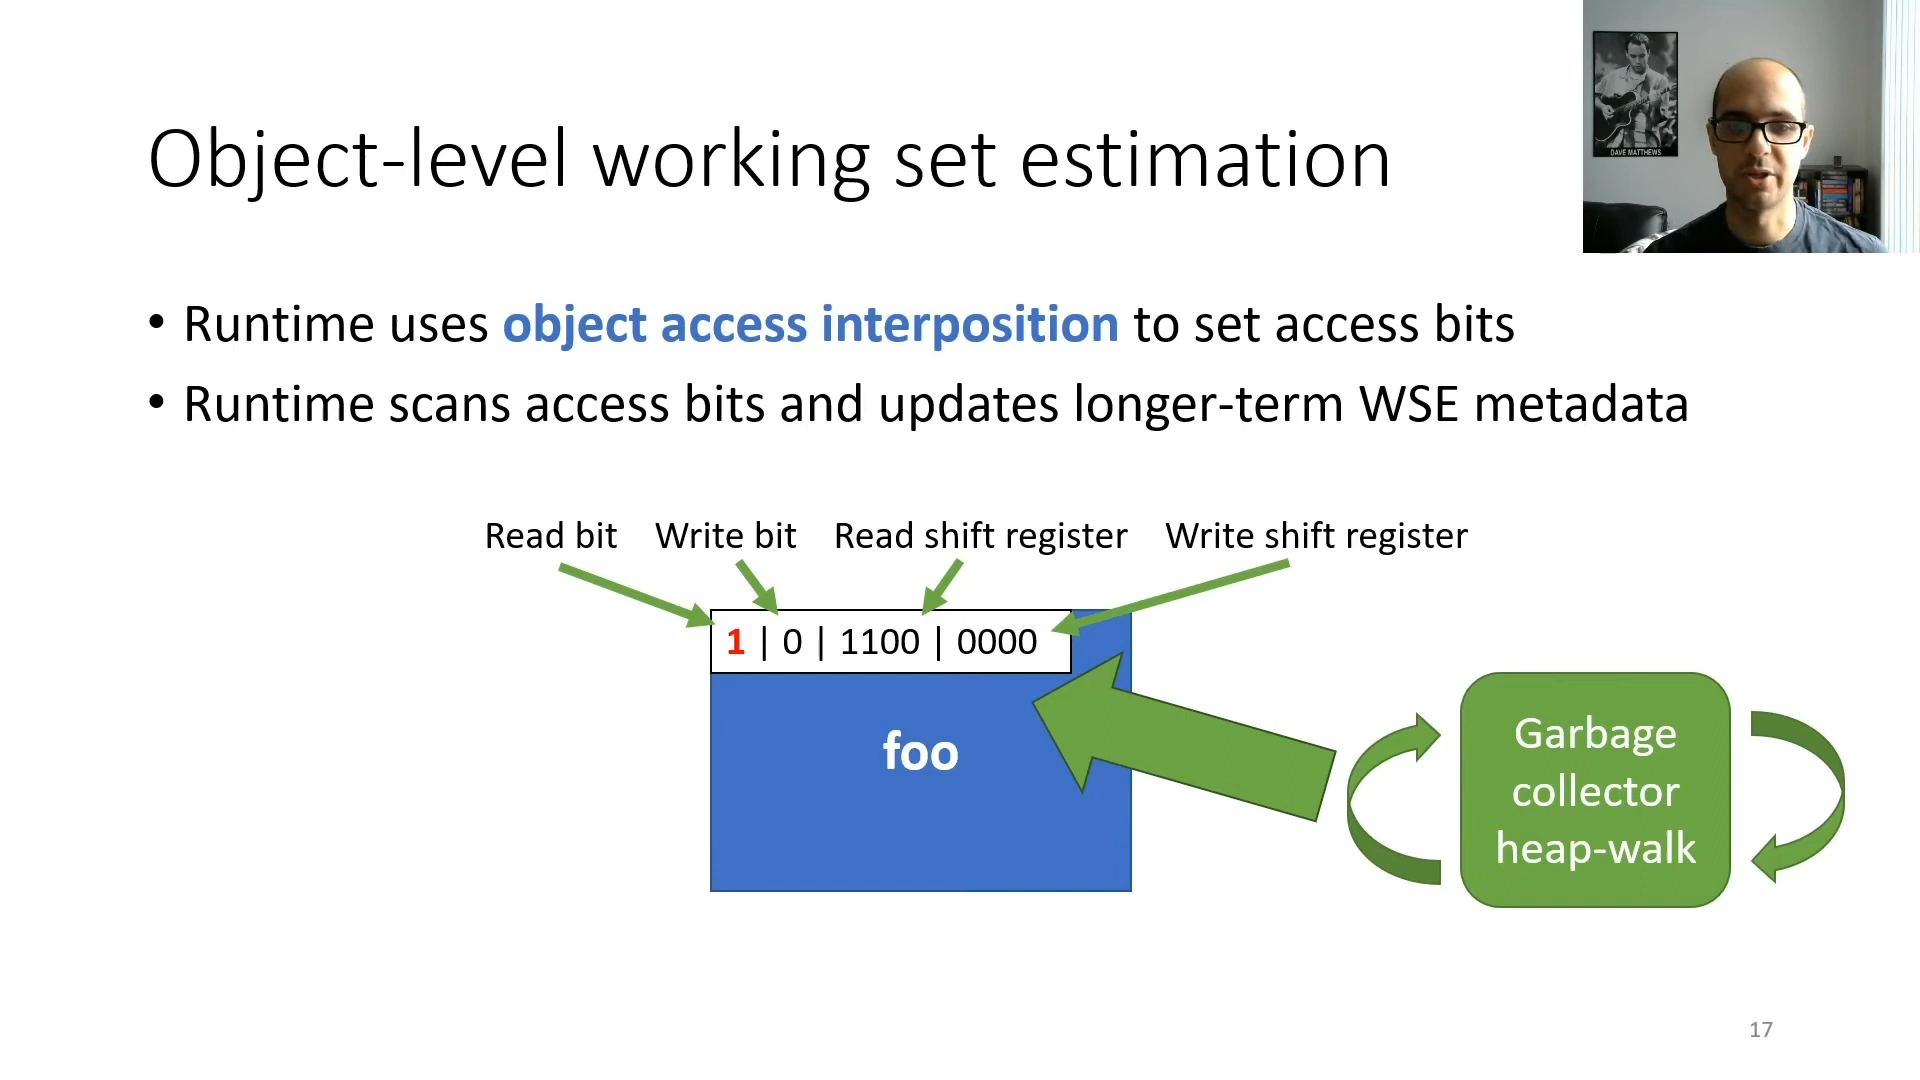 DAVE MATTHEWS
Object-level working set estimation
• Runtime uses object access interposition to set access bits
• Runtime scans access bits and updates longer-term WSE metadata
Read bit Write bit Read shift register Write shift register
1 | 0 | 1100 | 0000
foo
Garbage
collector
heap-walk
17